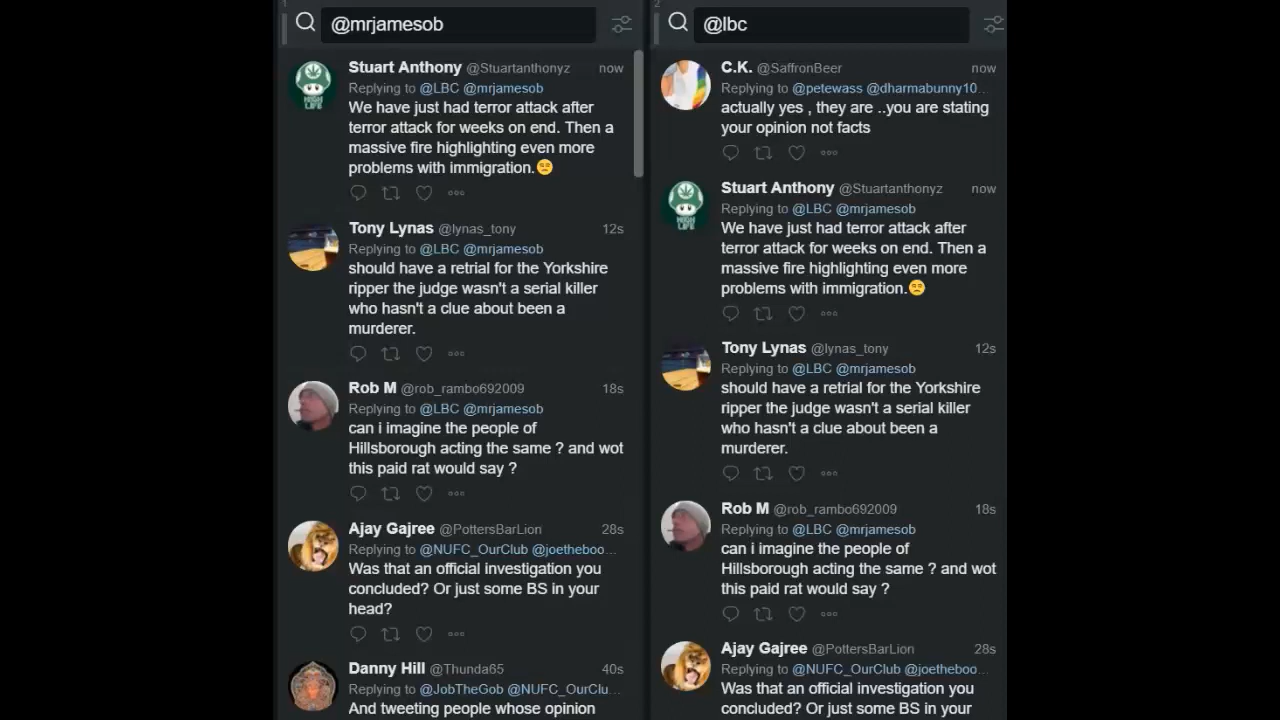 1
@mrjamesob
Stuart Anthony @Stuartanthonyz now
Replying to @LBC @mrjamesob
We have just had terror attack after
terror attack for weeks on end. Then a
massive fire highlighting even more
problems with immigration.😒
Tony Lynas @lynas_tony 12s
Replying to @LBC @mrjamesob
should have a retrial for the Yorkshire
ripper the judge wasn't a serial killer
who hasn't a clue about been a
murderer.
Rob M @rob_rambo692009 18s
Replying to @LBC @mrjamesob
can i imagine the people of
Hillsborough acting the same ? and wot
this paid rat would say ?
Ajay Gajree @PottersBarLion 28s
Replying to @NUFC_OurClub @joetheboo...
Was that an official investigation you
concluded? Or just some BS in your
head?
Danny Hill @Thunda65 40s
Replying to @JobTheGob @NUFC_OurClu...
And tweeting people whose opinion
2
@lbc
C.K. @SaffronBeer now
Replying to @petewass @dharmabunny10...
actually yes , they are ..you are stating
your opinion not facts
Stuart Anthony @Stuartanthonyz now
Replying to @LBC @mrjamesob
We have just had terror attack after
terror attack for weeks on end. Then a
massive fire highlighting even more
problems with immigration.😒
Tony Lynas @lynas_tony 12s
Replying to @LBC @mrjamesob
should have a retrial for the Yorkshire
ripper the judge wasn't a serial killer
who hasn't a clue about been a
murderer.
Rob M @rob_rambo692009 18s
Replying to @LBC @mrjamesob
can i imagine the people of
Hillsborough acting the same ? and wot
this paid rat would say ?
Ajay Gajree @PottersBarLion 28s
Replying to @NUFC_OurClub @joetheboo...
Was that an official investigation you
concluded? Or just some BS in your